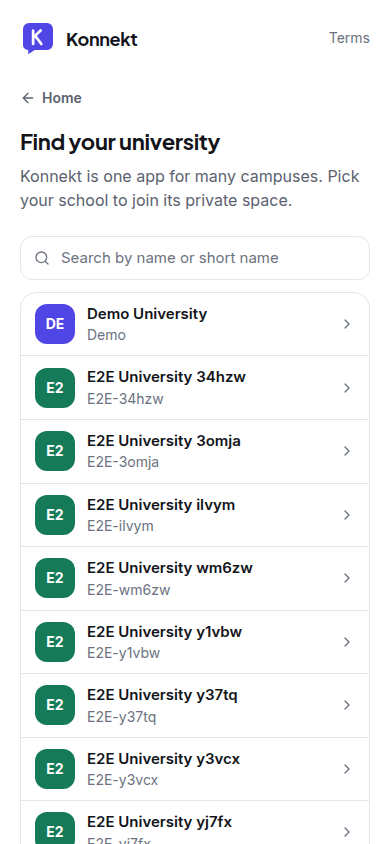 Konnekt
Terms
Home
Find your university
Konnekt is one app for many campuses. Pick
your school to join its private space.
Search by name or short name
DE
Demo University
Demo
E2
E2E University 34hzw
E2E-34hzw
E2
E2E University 3omja
E2E-3omja
E2
E2E University ilvym
E2E-ilvym
E2
E2E University wm6zw
E2E-wm6zw
E2
E2E University y1vbw
E2E-y1vbw
E2
E2E University y37tq
E2E-y37tq
E2
E2E University y3vcx
E2E-y3vcx
E2
E2E University yj7fx
E2E-yj7fx